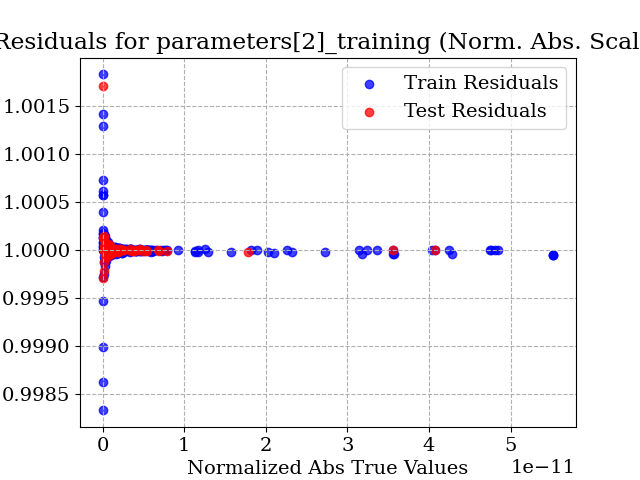 Residuals for parameters[2]_training (Norm. Abs. Scal
Train Residuals
Test Residuals
1.0015
1.0010
1.0005
1.0000
0.9995
0.9990
0.9985
0 1 2 3 4 5
1e−11
Normalized Abs True Values